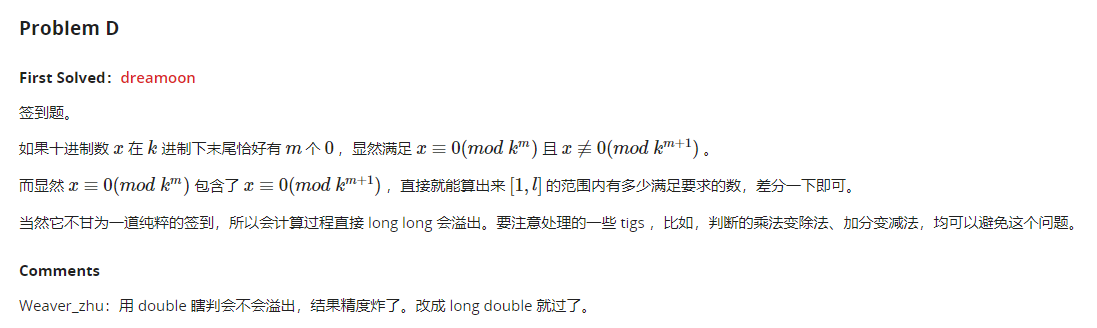 Problem D
First Solved：dreamoon
签到题。
如果十进制数 x 在 k 进制下末尾恰好有 m 个 0 ，显然满足 x ≡ 0(mod k^m) 且 x ≢ 0(mod k^{m+1}) 。
而显然 x ≡ 0(mod k^m) 包含了 x ≡ 0(mod k^{m+1}) ，直接就能算出来 [1, l] 的范围内有多少满足要求的数，差分一下即可。
当然它不甘为一道纯粹的签到，所以会计算过程直接 long long 会溢出。要注意处理的一些 tigs ，比如，判断的乘法变除法、加分变减法，均可以避免这个问题。
Comments
Weaver_zhu：用 double 瞎判会不会溢出，结果精度炸了。改成 long double 就过了。